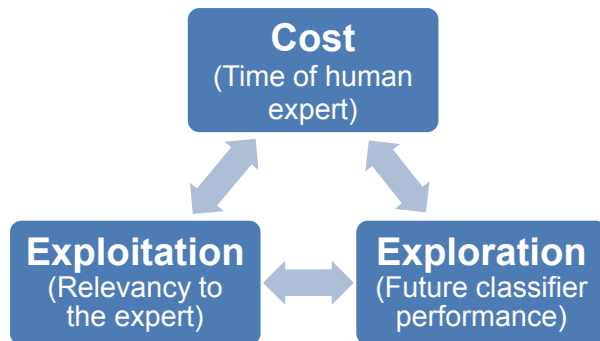 Cost
(Time of human
expert)
Exploitation
(Relevancy to
the expert)
Exploration
(Future classifier
performance)